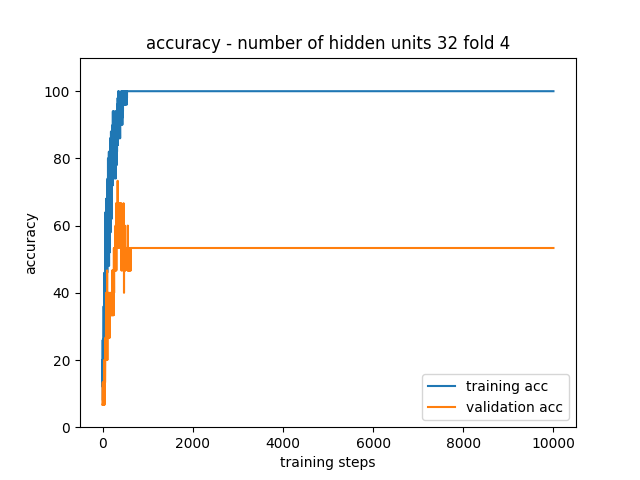 accuracy - number of hidden units 32 fold 4
accuracy
100
80
60
40
20
0
0 2000 4000 6000 8000 10000
training steps
training acc
validation acc